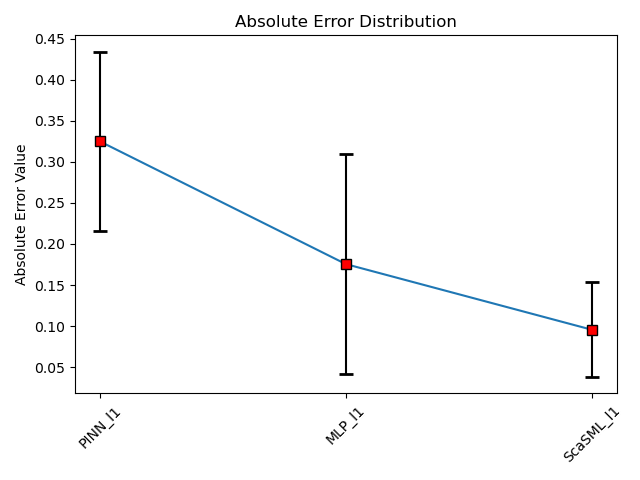 Absolute Error Distribution
0.45
0.40
0.35
0.30
0.25
0.20
0.15
0.10
0.05
Absolute Error Value
PINN_l1
MLP_l1
ScaSML_l1